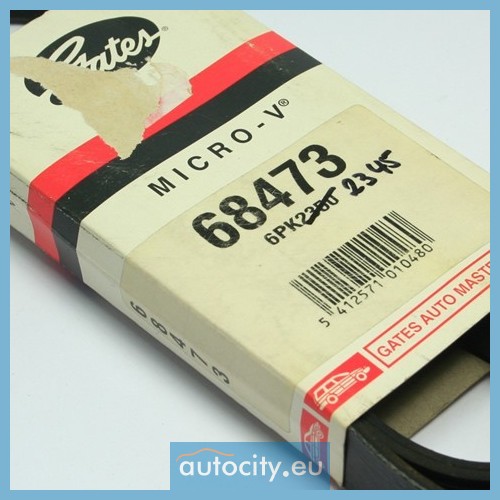 Gates
MICRO-V®
68473
6PK2350 2345
5 412571 010480
GATES AUTO MASTE
68473
autocity.eu